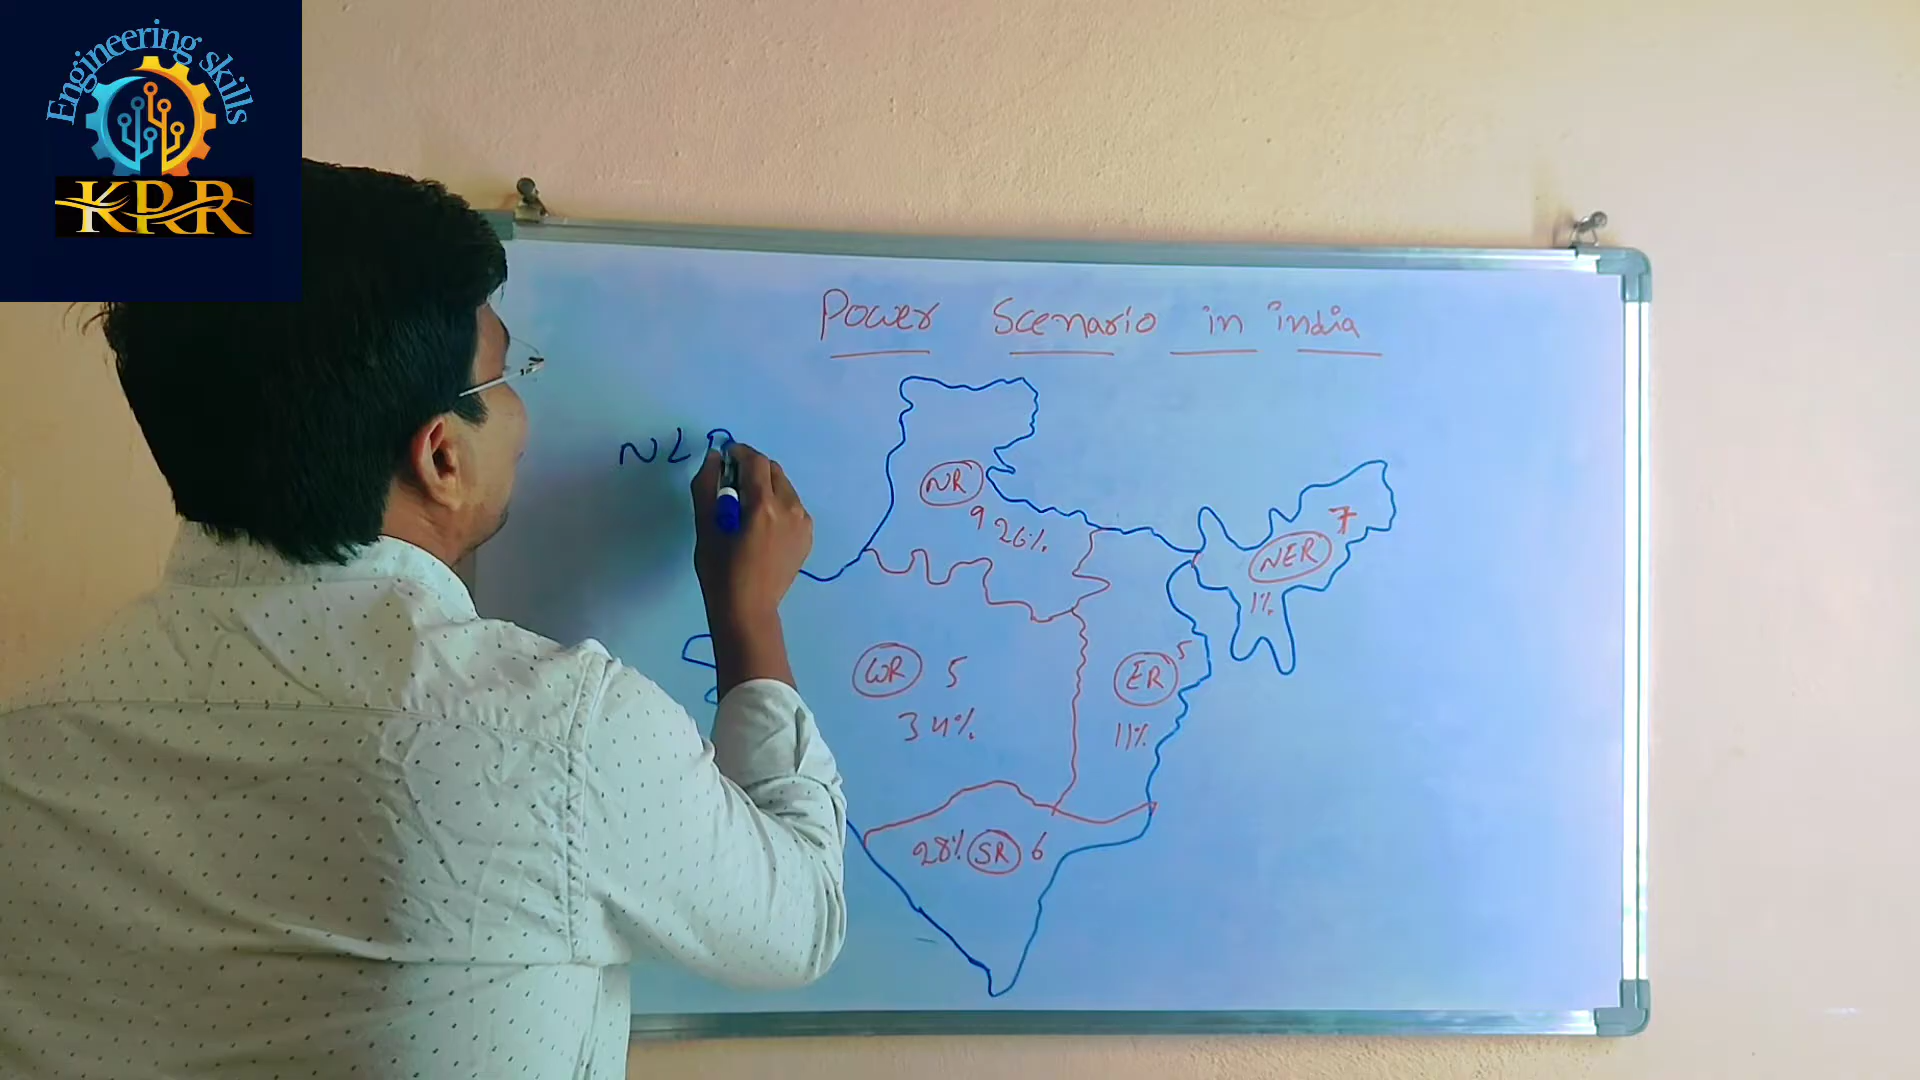 Engineering skills
KRR
Power Scenario in india
NL
NR
9 26%
7
NER
1%
WR 5
34%
ER 5
11%
28% SR 6